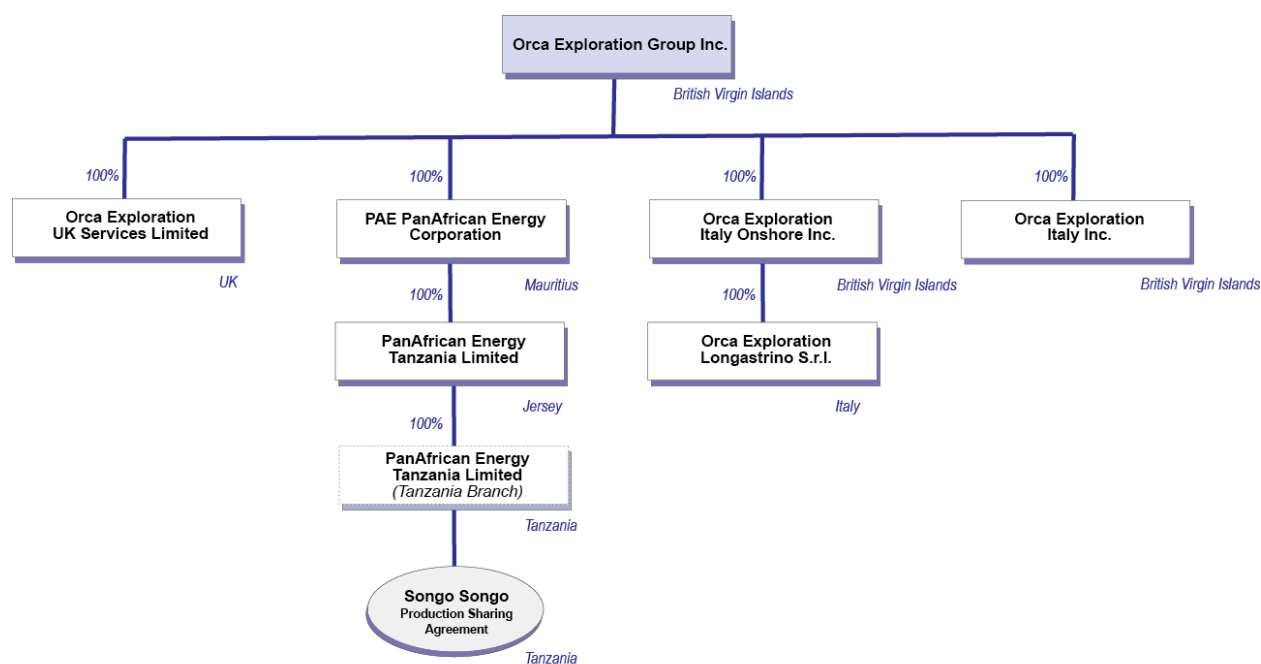 Orca Exploration Group Inc.
British Virgin Islands
100%
100%
100%
100%
Orca Exploration
UK Services Limited
UK
PAE PanAfrican Energy
Corporation
Mauritius
Orca Exploration
Italy Onshore Inc.
British Virgin Islands
Orca Exploration
Italy Inc.
British Virgin Islands
100%
100%
PanAfrican Energy
Tanzania Limited
Jersey
Orca Exploration
Longastrino S.r.l.
Italy
100%
PanAfrican Energy
Tanzania Limited
(Tanzania Branch)
Tanzania
Songo Songo
Production Sharing
Agreement
Tanzania